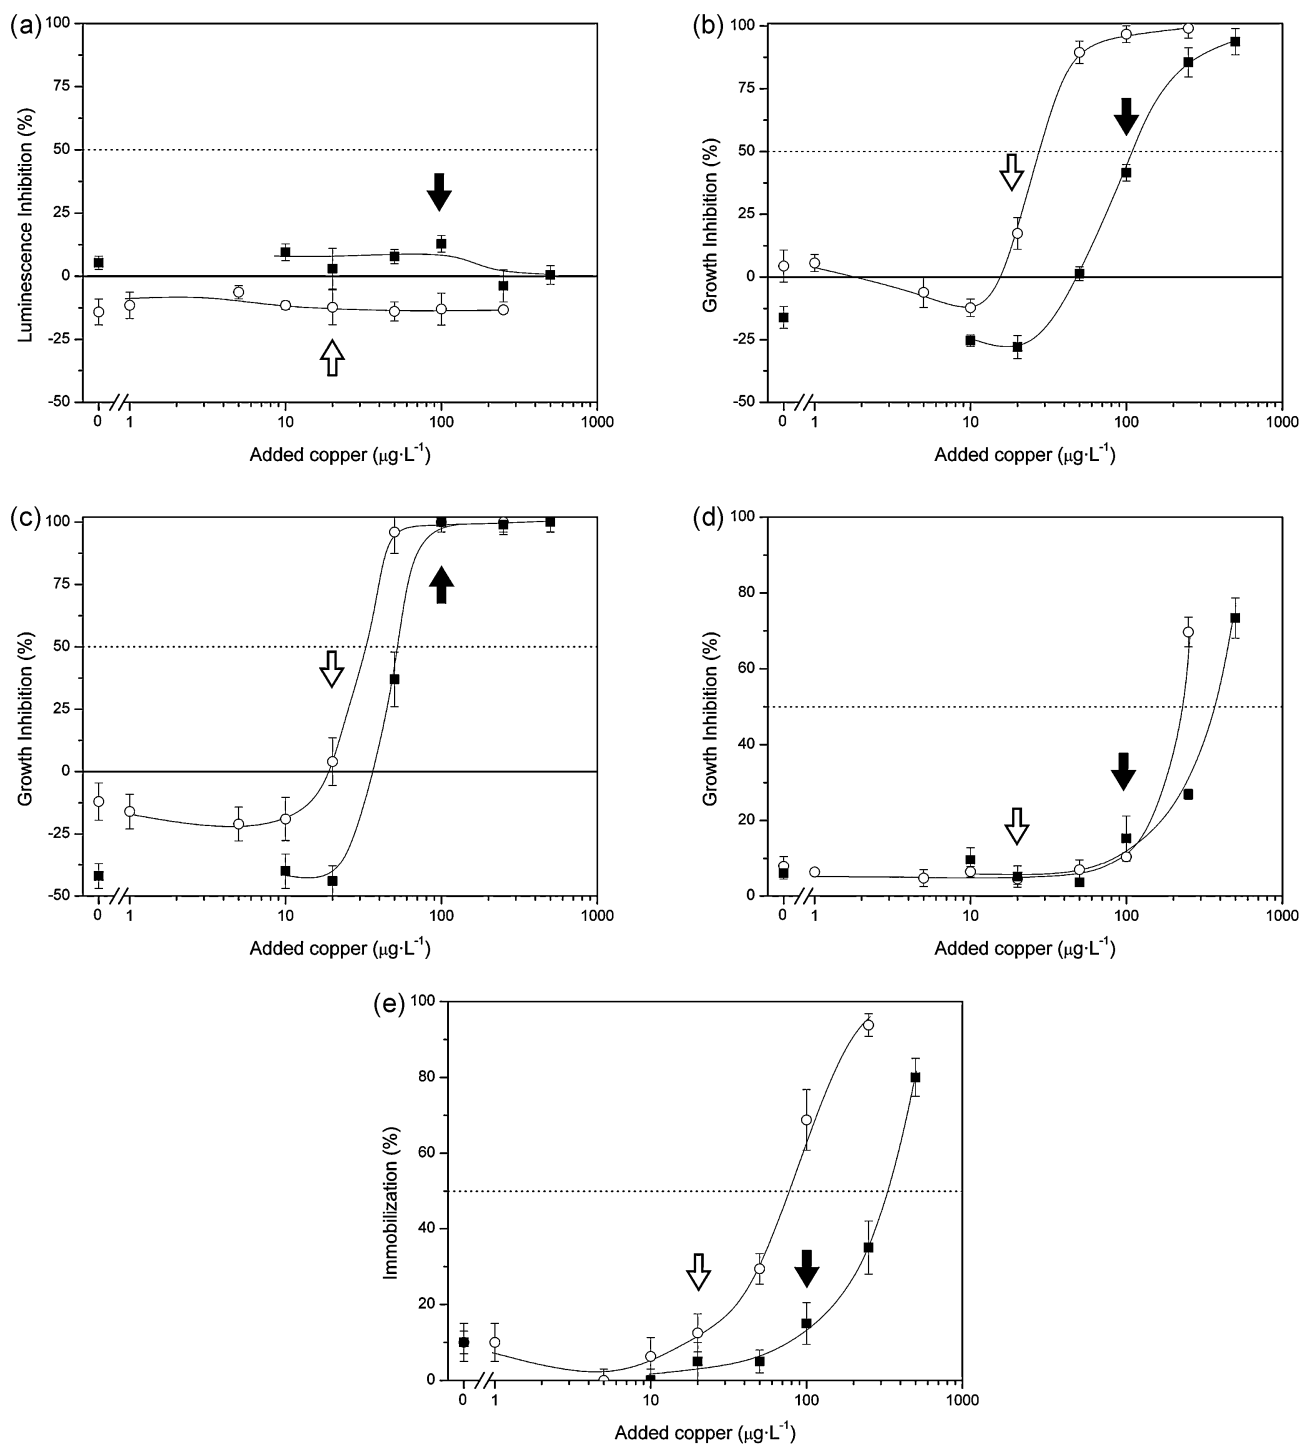 (a)
100
75
50
25
0
-25
-50
Luminescence Inhibition (%)
0 1 10 100 1000
Added copper (μg·L⁻¹)
(b)
100
75
50
25
0
-25
-50
Growth Inhibition (%)
0 1 10 100 1000
Added copper (μg·L⁻¹)
(c)
100
75
50
25
0
-25
-50
Growth Inhibition (%)
0 1 10 100 1000
Added copper (μg·L⁻¹)
(d)
100
80
60
40
20
0
Growth Inhibition (%)
0 1 10 100 1000
Added copper (μg·L⁻¹)
(e)
100
80
60
40
20
0
Immobilization (%)
0 1 10 100 1000
Added copper (μg·L⁻¹)